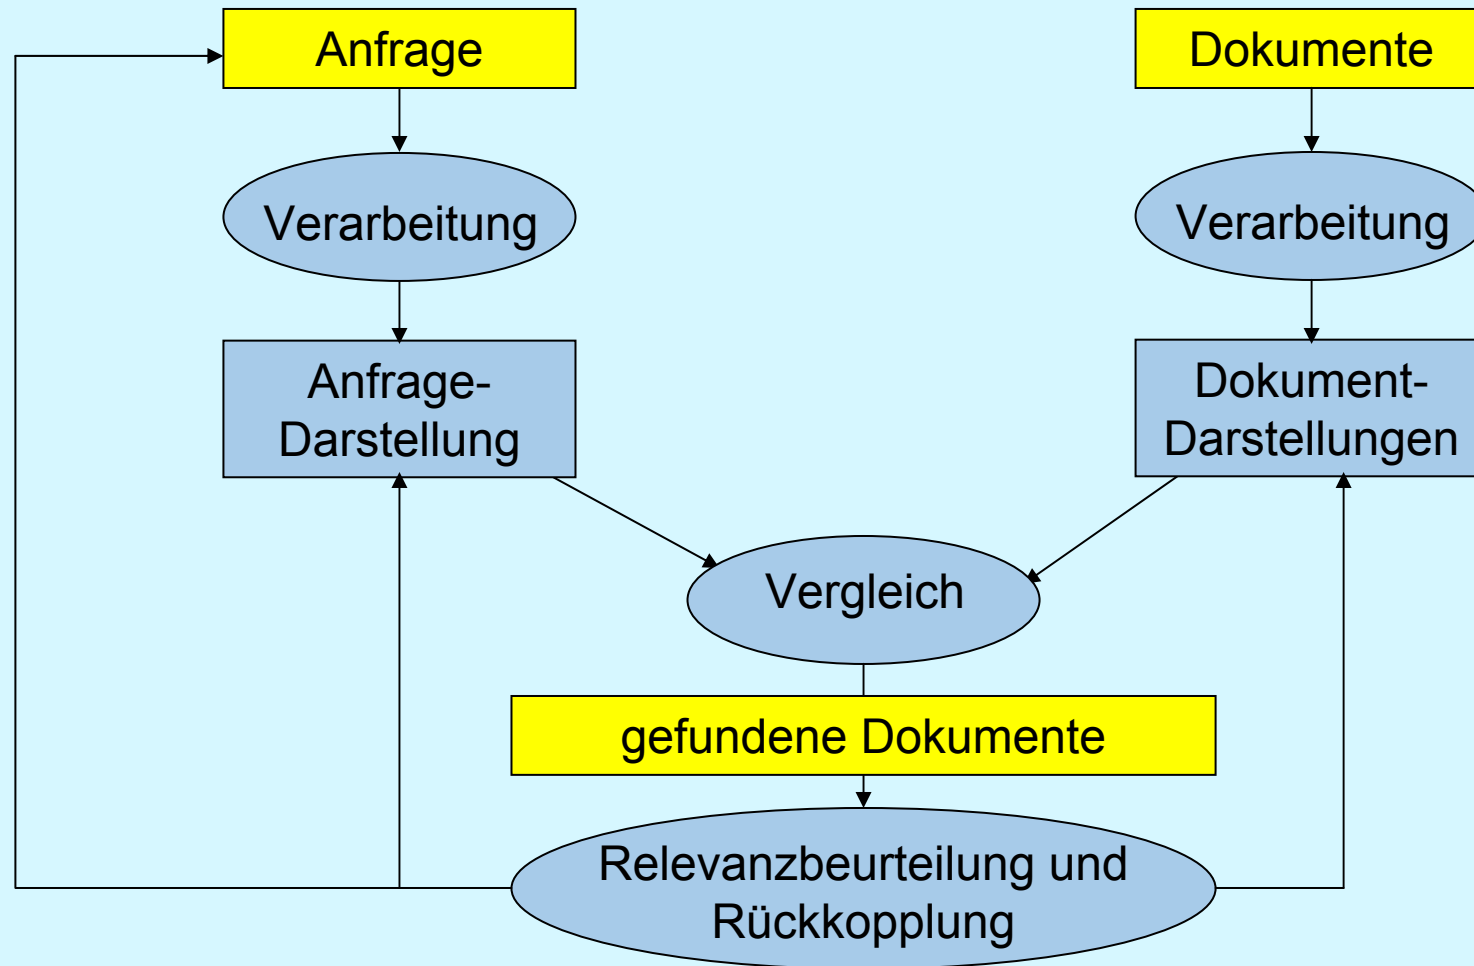 Anfrage
Dokumente
Verarbeitung
Verarbeitung
Anfrage-
Darstellung
Dokument-
Darstellungen
Vergleich
gefundene Dokumente
Relevanzbeurteilung und
Rückkopplung